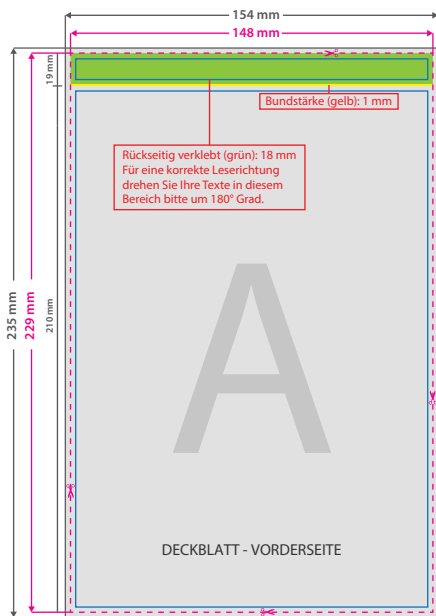 154 mm
148 mm
19 mm
Bundstärke (gelb): 1 mm
Rückseitig verklebt (grün): 18 mm
Für eine korrekte Leserichtung
drehen Sie Ihre Texte in diesem
Bereich bitte um 180° Grad.
235 mm
229 mm
210 mm
A
DECKBLATT - VORDERSEITE